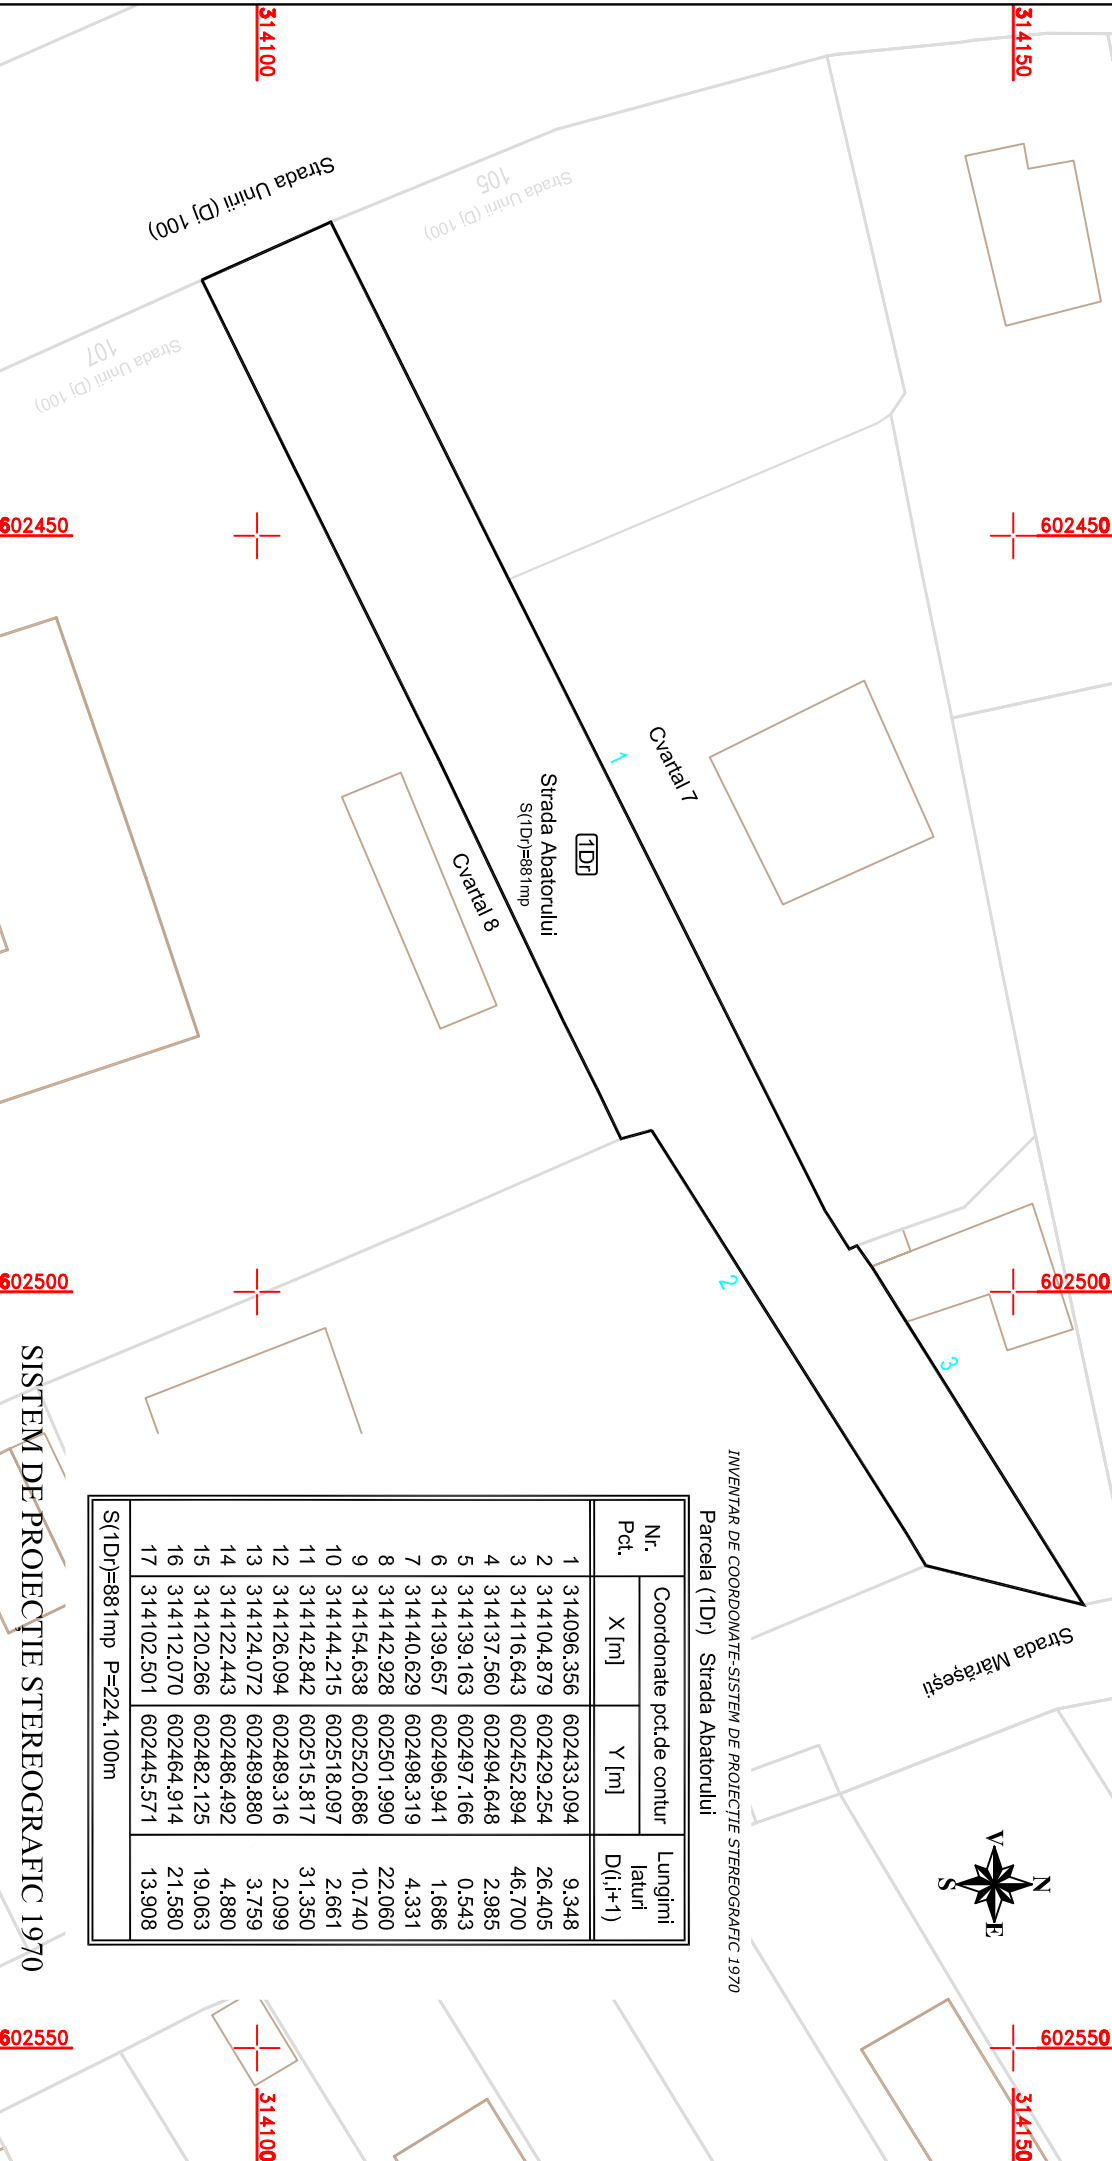 314100
314150
Strada Unirii (Dj 100)
105
Strada Unirii (Dj 100)
107
Strada Unirii (Dj 100)
602450
602450
1
Cvartal 7
1Dr
Strada Abatorului
S(1Dr)=881mp
Cvartal 8
2
3
602500
602500
Strada Mărășești
N
V
E
S
INVENTAR DE COORDONATE-SISTEM DE PROIECȚIE STEREOGRAFIC 1970
Parcela (1Dr) Strada Abatorului
Nr. Pct. Coordonate pct.de contur Lungimi laturi D(i,i+1)
X [m] Y [m]
1 314096.356 602433.094 9.348
2 314104.879 602429.254 26.405
3 314116.643 602452.894 46.700
4 314137.560 602494.648 2.985
5 314139.163 602497.166 0.543
6 314139.657 602496.941 1.686
7 314140.629 602498.319 4.331
8 314142.928 602501.990 22.060
9 314154.638 602520.686 10.740
10 314144.215 602518.097 2.661
11 314142.842 602515.817 31.350
12 314126.094 602489.316 2.099
13 314124.072 602489.880 3.759
14 314122.443 602486.492 4.880
15 314120.266 602482.125 19.063
16 314112.070 602464.914 21.580
17 314102.501 602445.571 13.908
S(1Dr)=881mp P=224.100m
SISTEM DE PROIECȚIE STEREOGRAFIC 1970
602550
602550
314100
314150